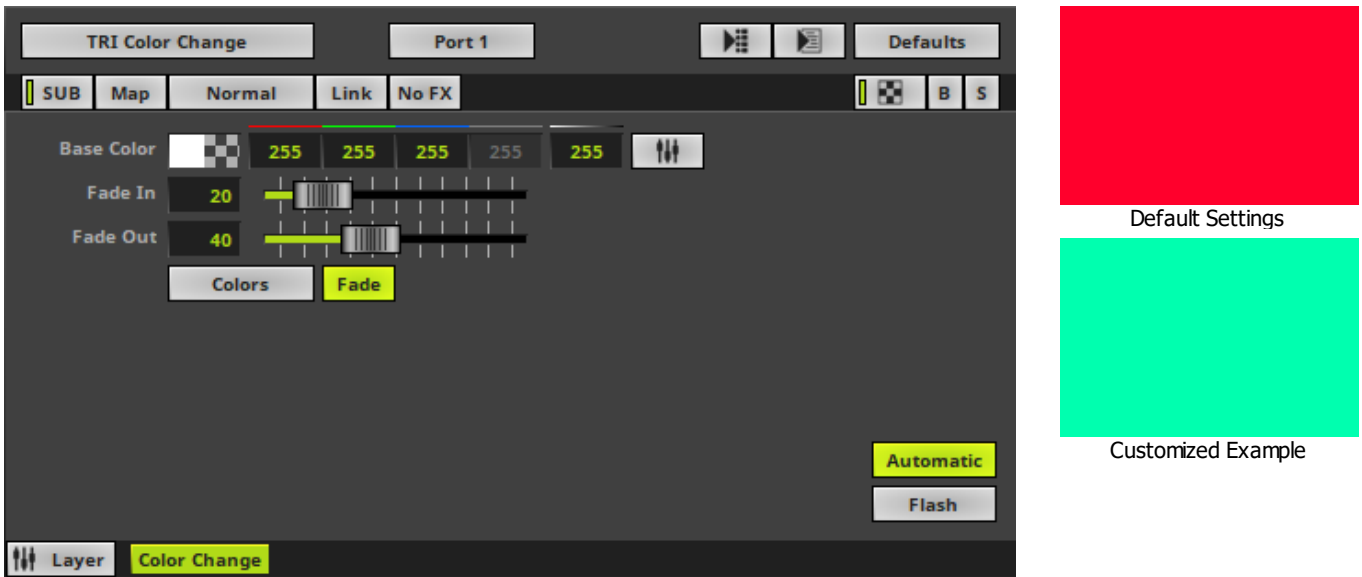 TRI Color Change Port 1 Defaults
SUB Map Normal Link No FX B S
Base Color 255 255 255 255 255
Fade In 20
Fade Out 40
Colors Fade
Automatic
Flash
Layer Color Change
Default Settings
Customized Example